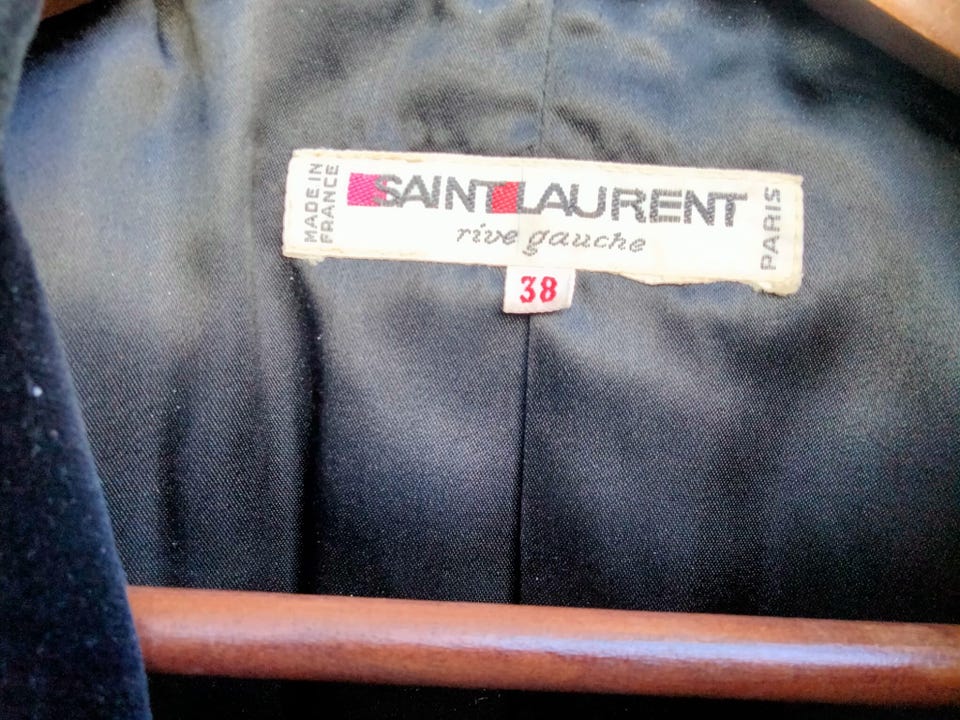 MADE IN
FRANCE
SAINT LAURENT
rive gauche
PARIS
38